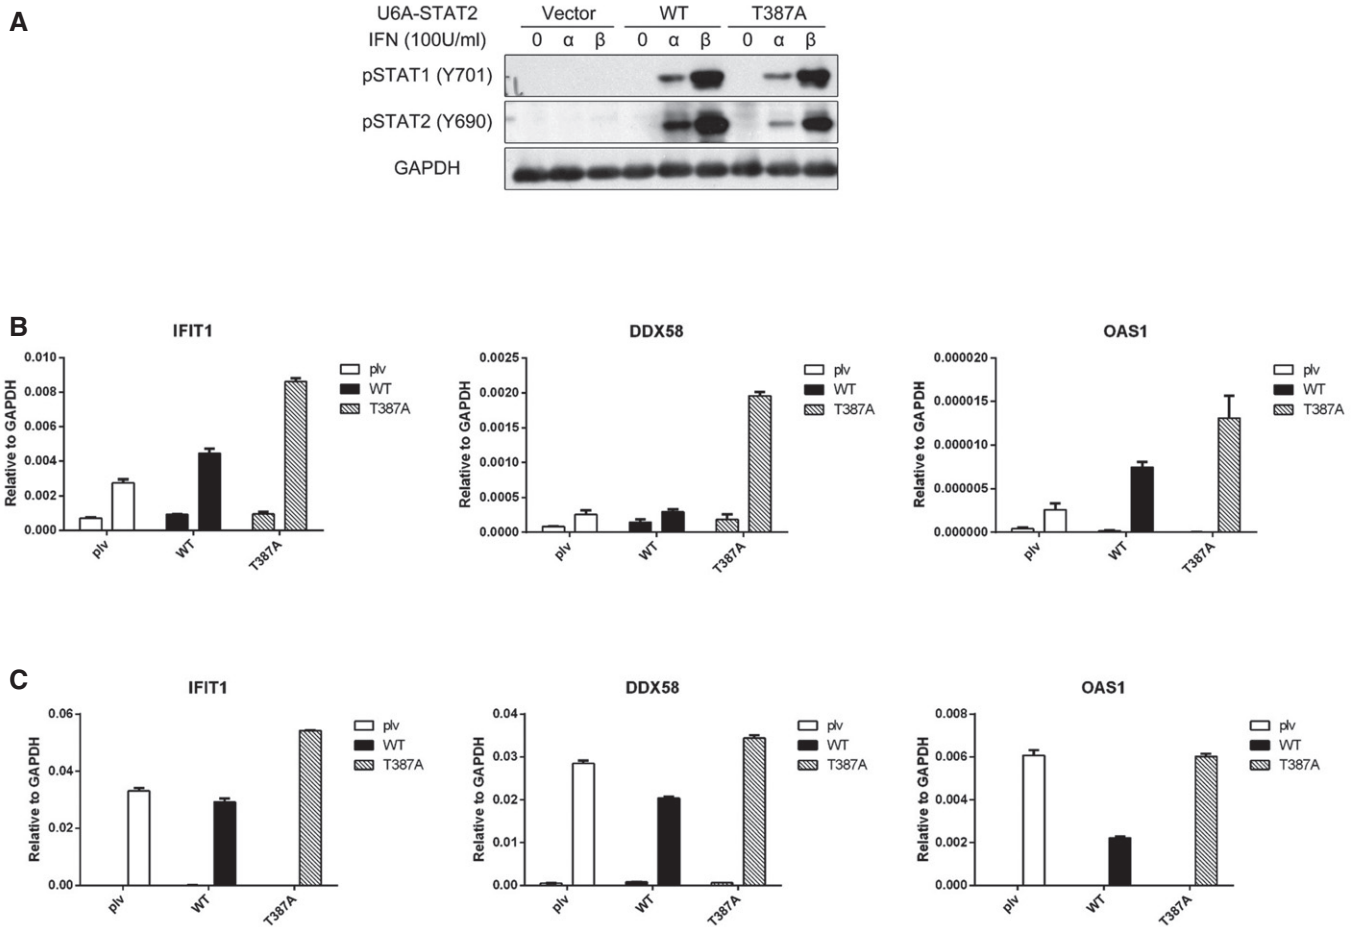 A
U6A-STAT2 Vector WT T387A
IFN (100U/ml) 0 α β 0 α β 0 α β
pSTAT1 (Y701)
pSTAT2 (Y690)
GAPDH
B
IFIT1
Relative to GAPDH
0.010
0.008
0.006
0.004
0.002
0.000
plv WT T387A
plv
WT
T387A
DDX58
Relative to GAPDH
0.0025
0.0020
0.0015
0.0010
0.0005
0.0000
plv WT T387A
plv
WT
T387A
OAS1
Relative to GAPDH
0.000020
0.000015
0.000010
0.000005
0.000000
plv WT T387A
plv
WT
T387A
C
IFIT1
Relative to GAPDH
0.06
0.04
0.02
0.00
plv WT T387A
plv
WT
T387A
DDX58
Relative to GAPDH
0.04
0.03
0.02
0.01
0.00
plv WT T387A
plv
WT
T387A
OAS1
Relative to GAPDH
0.008
0.006
0.004
0.002
0.000
plv WT T387A
plv
WT
T387A